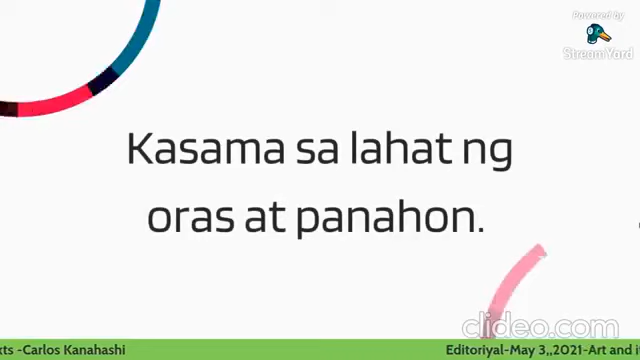 Powered by
StreamYard
Kasama sa lahat ng
oras at panahon.
clideo.com
xts -Carlos Kanahashi
Editoriyal-May 3,,2021-Art and i